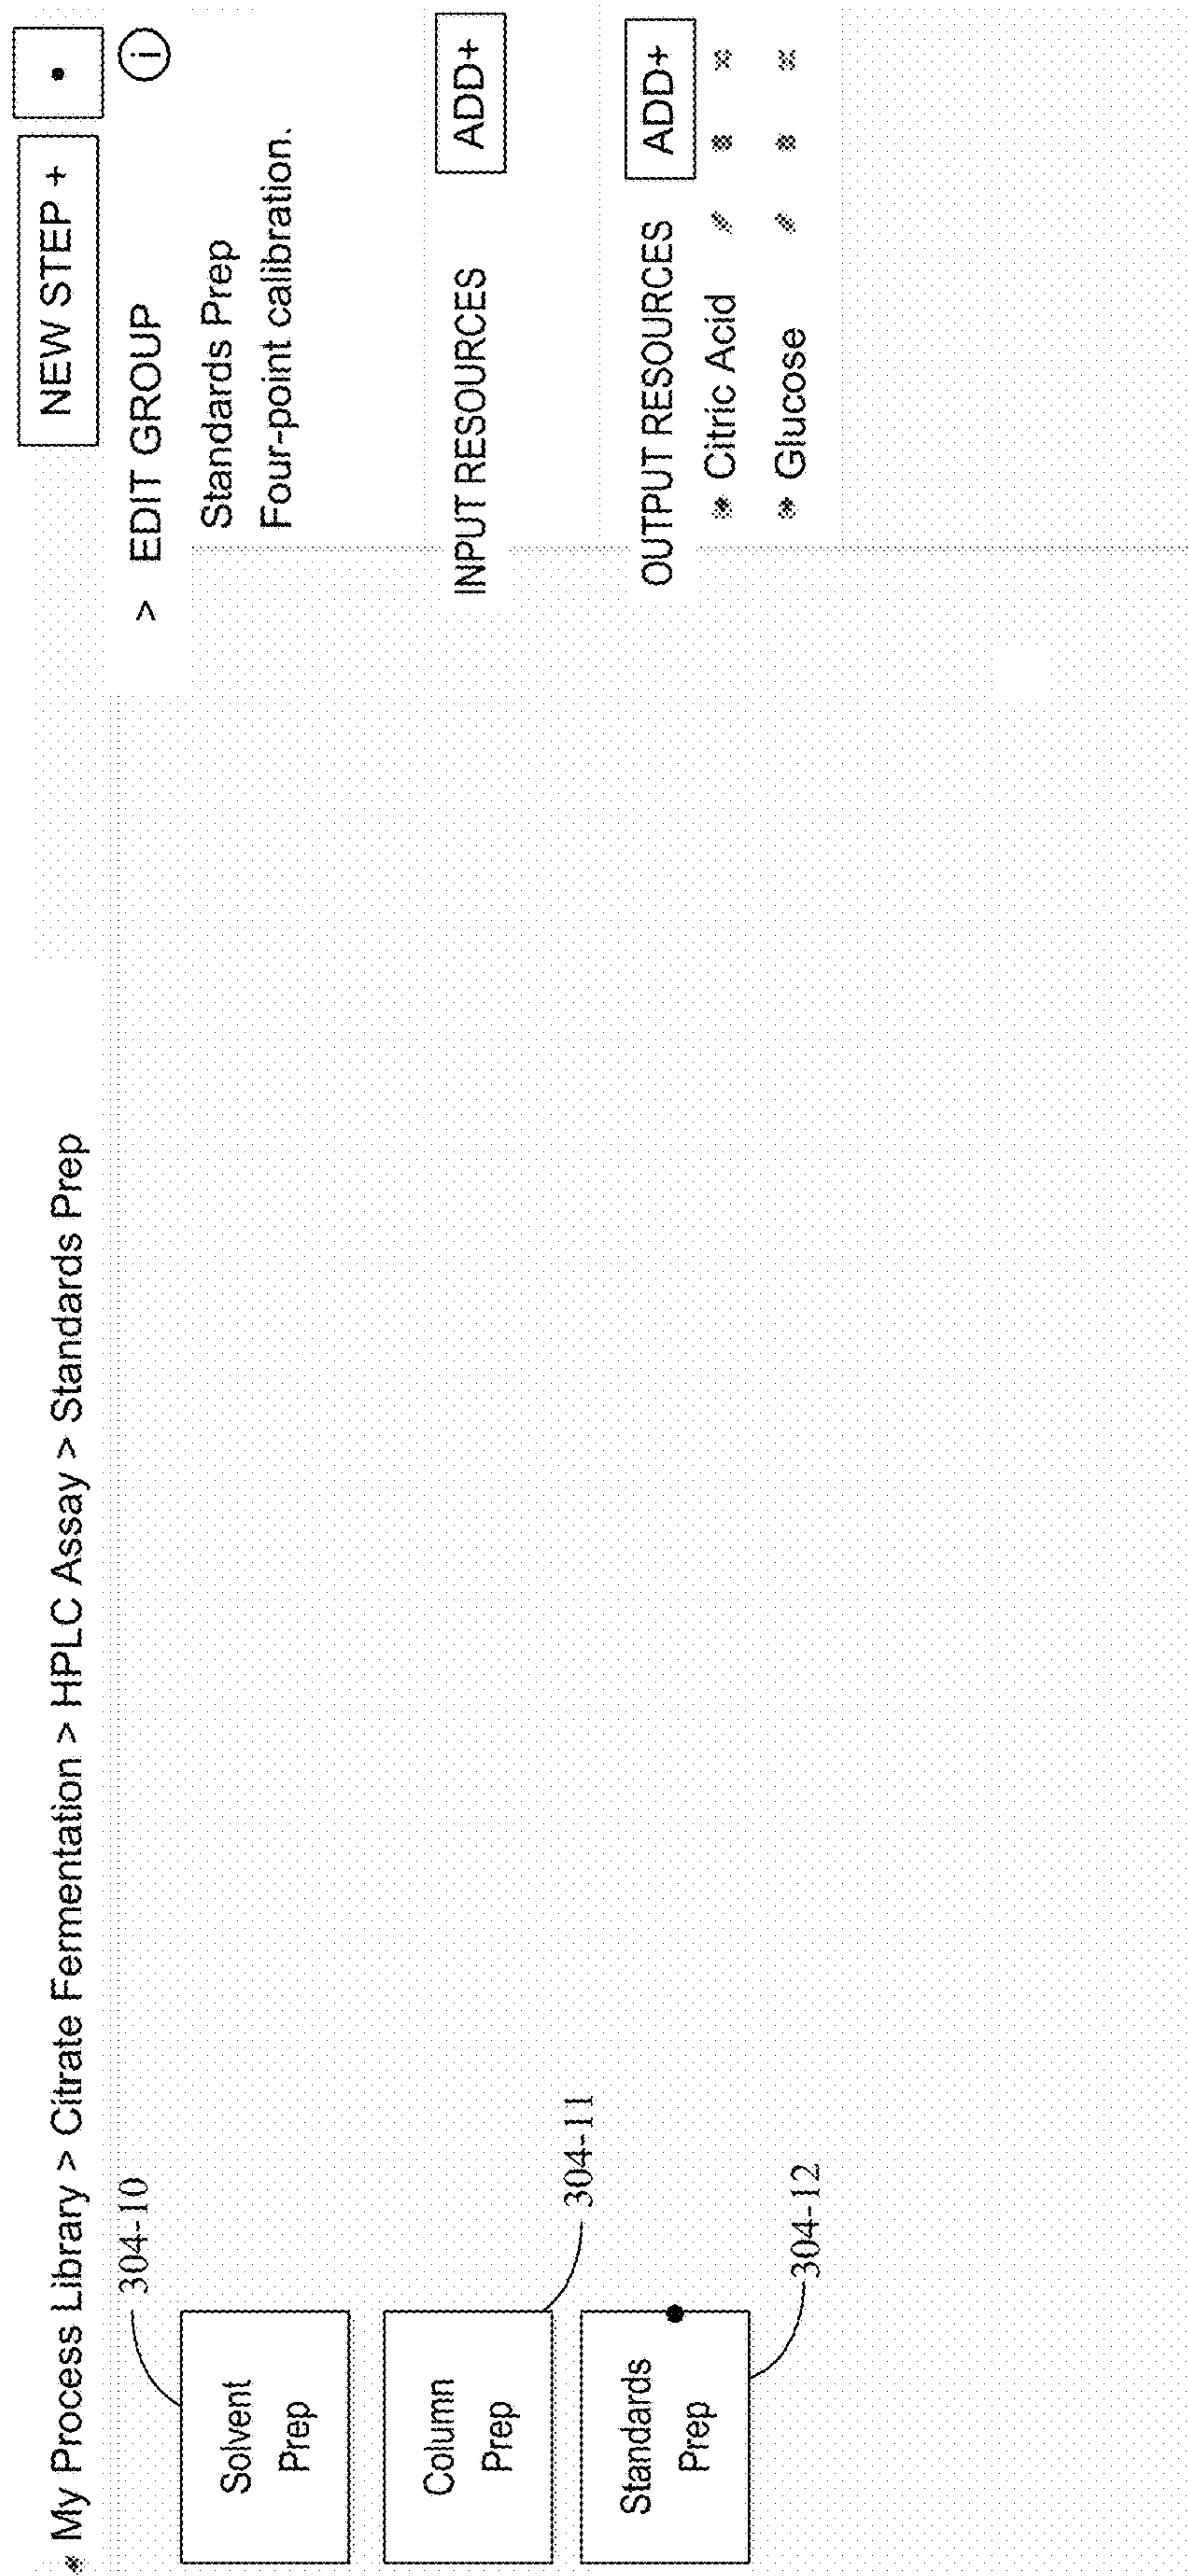 My Process Library > Citrate Fermentation > HPLC Assay > Standards Prep
NEW STEP +
304-10
Solvent
Prep
304-11
Column
Prep
304-12
Standards
Prep
> EDIT GROUP
i
Standards Prep
Four-point calibration.
INPUT RESOURCES
ADD+
OUTPUT RESOURCES
ADD+
Citric Acid
Glucose